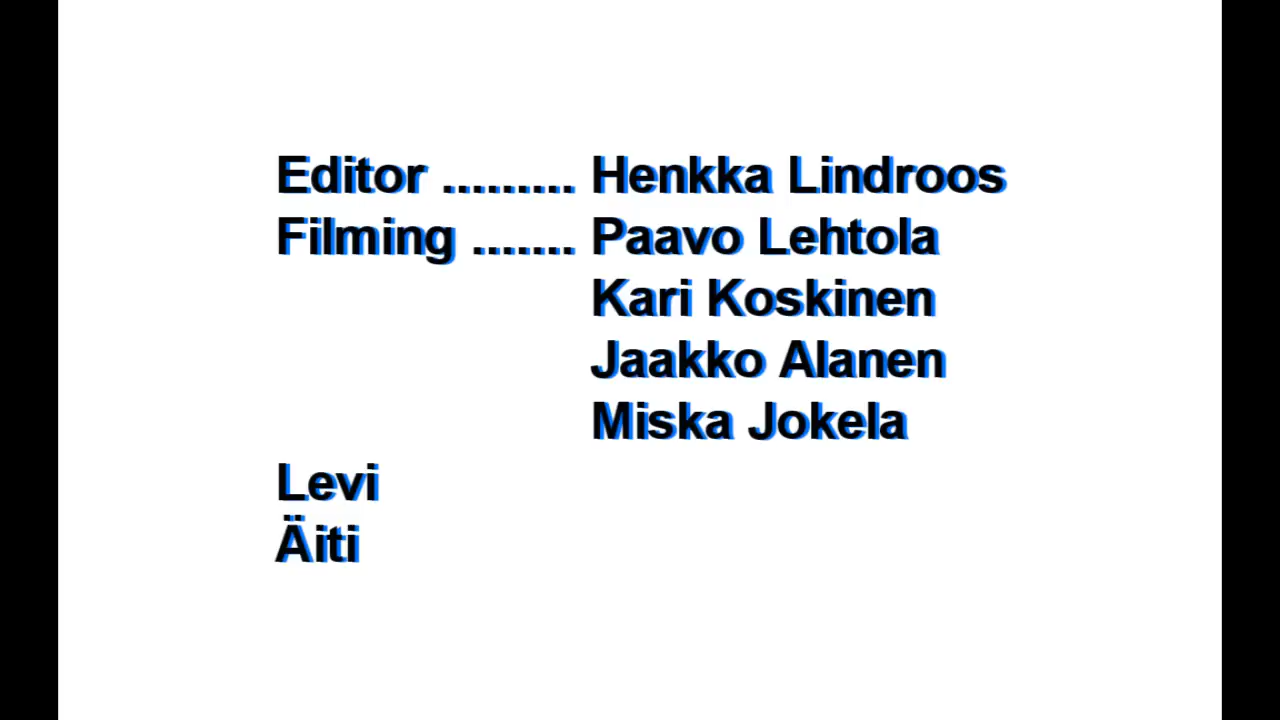 Editor ......... Henkka Lindroos
Filming ....... Paavo Lehtola
Kari Koskinen
Jaakko Alanen
Miska Jokela
Levi
Äiti